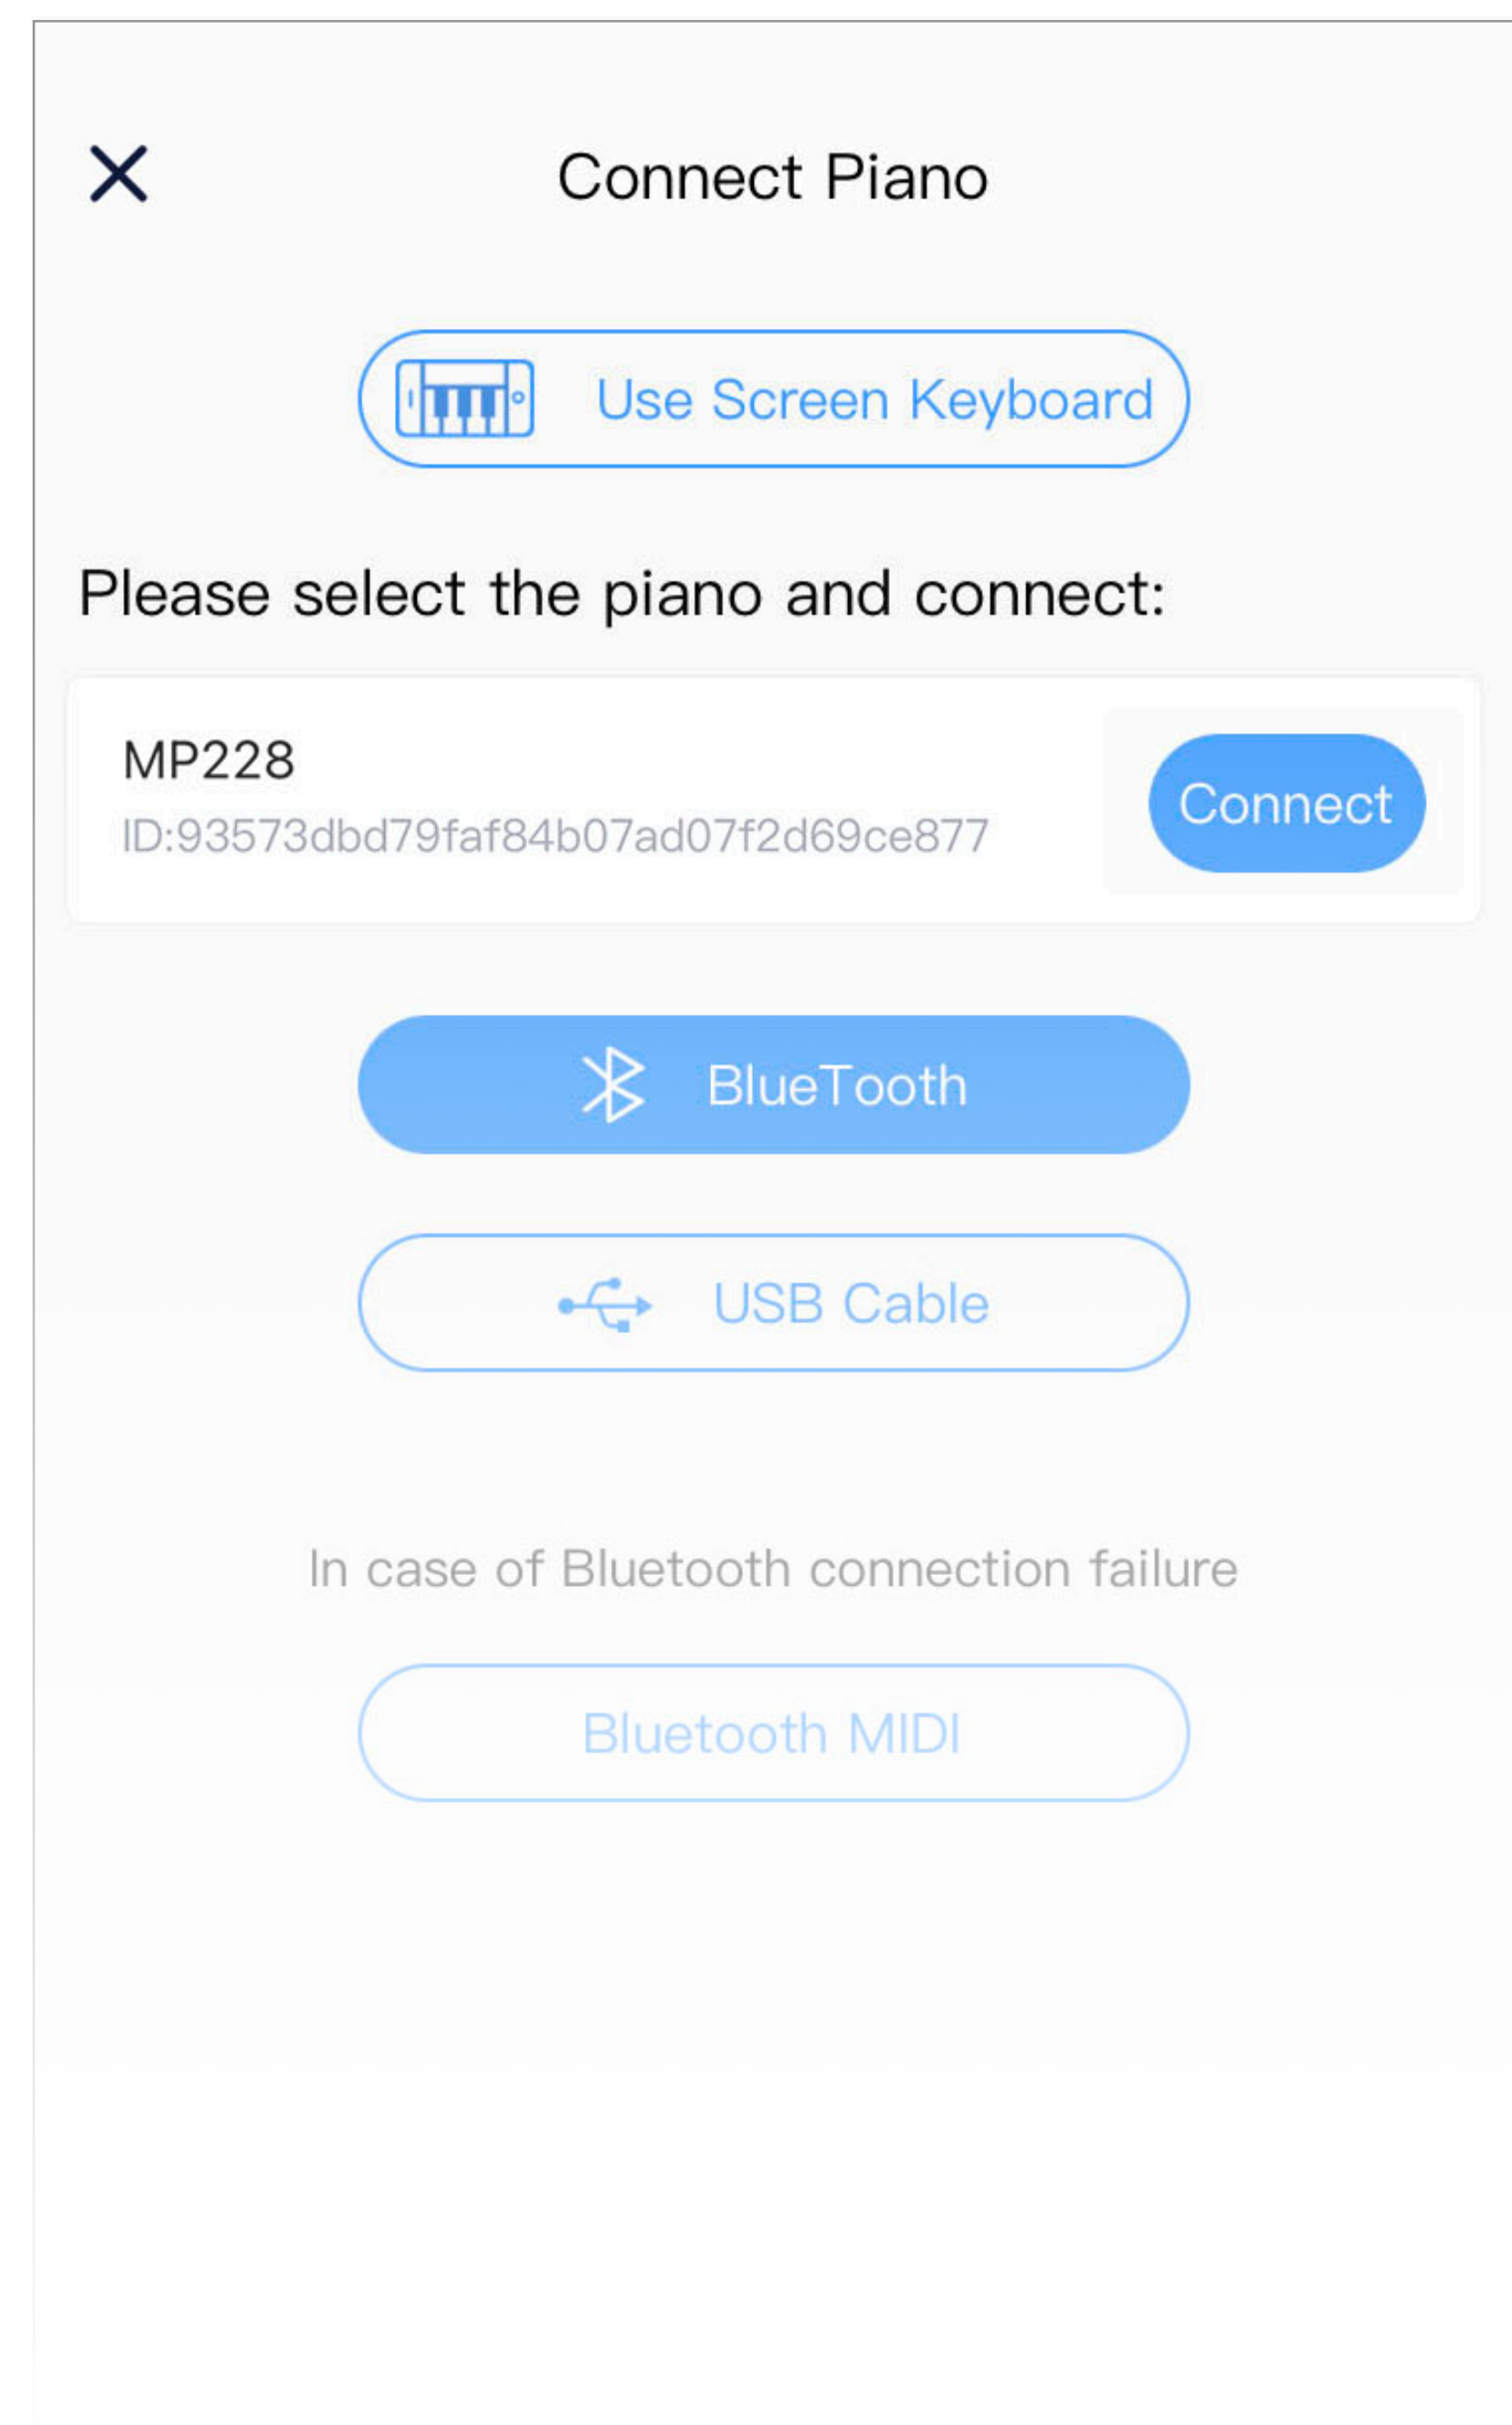 Connect Piano
Use Screen Keyboard
Please select the piano and connect:
MP228
ID:93573dbd79faf84b07ad07f2d69ce877
Connect
BlueTooth
USB Cable
In case of Bluetooth connection failure
Bluetooth MIDI